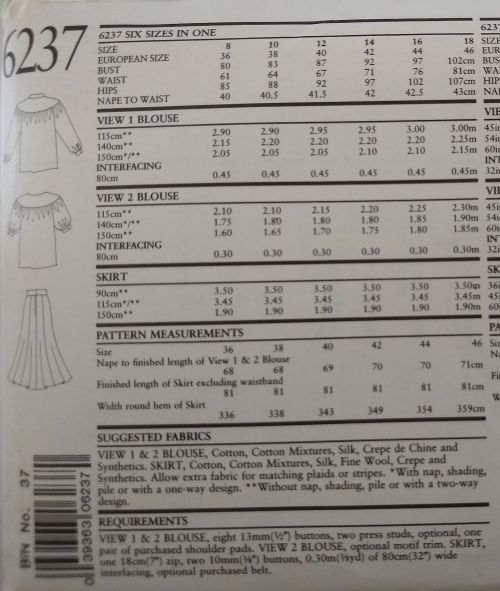 6237
6237 SIX SIZES IN ONE
SIZE 8 10 12 14 16 18
EUROPEAN SIZE 36 38 40 42 44 46
BUST 80 83 87 92 97 102cm
WAIST 61 64 67 71 76 81cm
HIPS 85 88 92 97 102 107cm
NAPE TO WAIST 40 40.5 41.5 42 42.5 43cm
VIEW 1 BLOUSE
115cm** 2.90 2.90 2.95 2.95 3.00 3.00m
140cm** 2.15 2.20 2.20 2.20 2.20 2.25m
150cm*/** 2.05 2.05 2.05 2.10 2.10 2.15m
INTERFACING
80cm 0.45 0.45 0.45 0.45 0.45 0.45m
VIEW 2 BLOUSE
115cm** 2.10 2.10 2.15 2.20 2.25 2.30m
140cm*/** 1.75 1.80 1.80 1.80 1.85 1.90m
150cm** 1.60 1.65 1.70 1.75 1.80 1.85m
INTERFACING
80cm 0.30 0.30 0.30 0.30 0.30 0.30m
SKIRT
90cm** 3.50 3.50 3.50 3.50 3.50 3.50m
115cm*/** 3.45 3.45 3.45 3.45 3.45 3.45m
150cm** 1.90 1.90 1.90 1.90 1.90 1.90m
PATTERN MEASUREMENTS
Size 36 38 40 42 44 46
Nape to finished length of View 1 & 2 Blouse
68 68 69 70 70 71cm
Finished length of Skirt excluding waistband
81 81 81 81 81 81cm
Width round hem of Skirt
336 338 343 349 354 359cm
SUGGESTED FABRICS
VIEW 1 & 2 BLOUSE, Cotton, Cotton Mixtures, Silk, Crepe de Chine and
Synthetics. SKIRT, Cotton, Cotton Mixtures, Silk, Fine Wool, Crepe and
Synthetics. Allow extra fabric for matching plaids or stripes. *With nap, shading,
pile or with a one-way design. **Without nap, shading, pile or with a two-way
design.
REQUIREMENTS
VIEW 1 & 2 BLOUSE, eight 13mm(½") buttons, two press studs, optional, one
pair of purchased shoulder pads. VIEW 2 BLOUSE, optional motif trim. SKIRT,
one 18cm(7") zip, two 10mm(⅜") buttons, 0.30m(⅜yd) of 80cm(32") wide
interfacing, optional purchased belt.
BIN No. 37
0 39363 06237